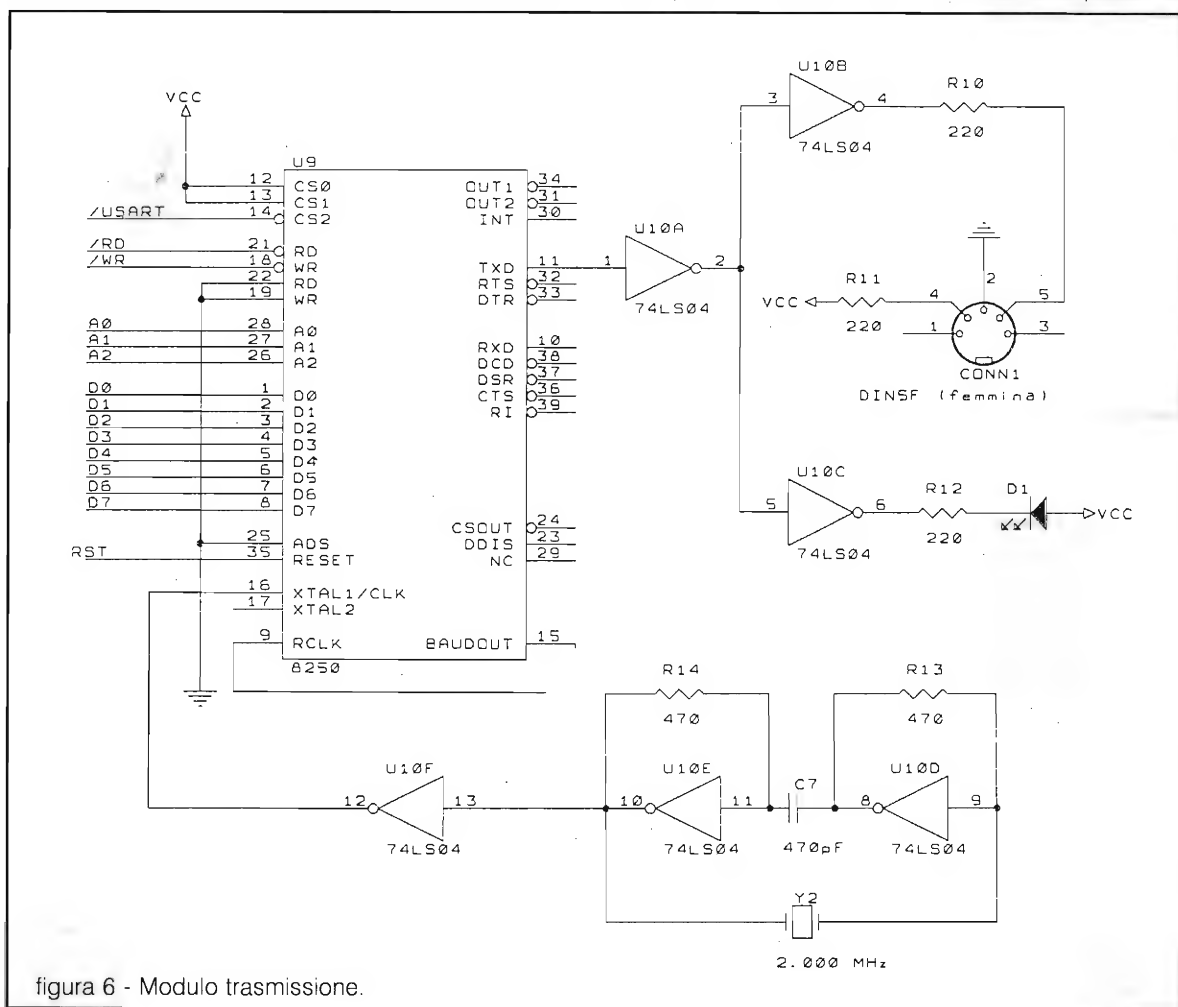 VCC
U9
12 CS0
13 CS1
/USART 14 CS2
/RD 21 RD
/WR 18 WR
22 RD
19 WR
A0 28 A0
A1 27 A1
A2 26 A2
D0 1 D0
D1 2 D1
D2 3 D2
D3 4 D3
D4 5 D4
D5 6 D5
D6 7 D6
D7 8 D7
25 ADS
RST 35 RESET
16 XTAL1/CLK
17 XTAL2
9 RCLK
8250
OUT1 34
OUT2 31
INT 30
TXD 11
RTS 32
DTR 33
RXD 10
DCD 38
DSR 37
CTS 36
RI 39
CSOUT 24
DDIS 23
NC 29
BAUDOUT 15
U10A
1 2
74LS04
U10B
3 4
74LS04
R10
220
2
R11
VCC 4 5
220
1 3
CONN1
DINSF (femmina)
U10C
5 6
74LS04
R12
220
D1
VCC
R14
470
R13
470
U10F
12 13
74LS04
U10E
10 11
74LS04
C7
470pF
U10D
8 9
74LS04
Y2
2.000 MHz
figura 6 - Modulo trasmissione.